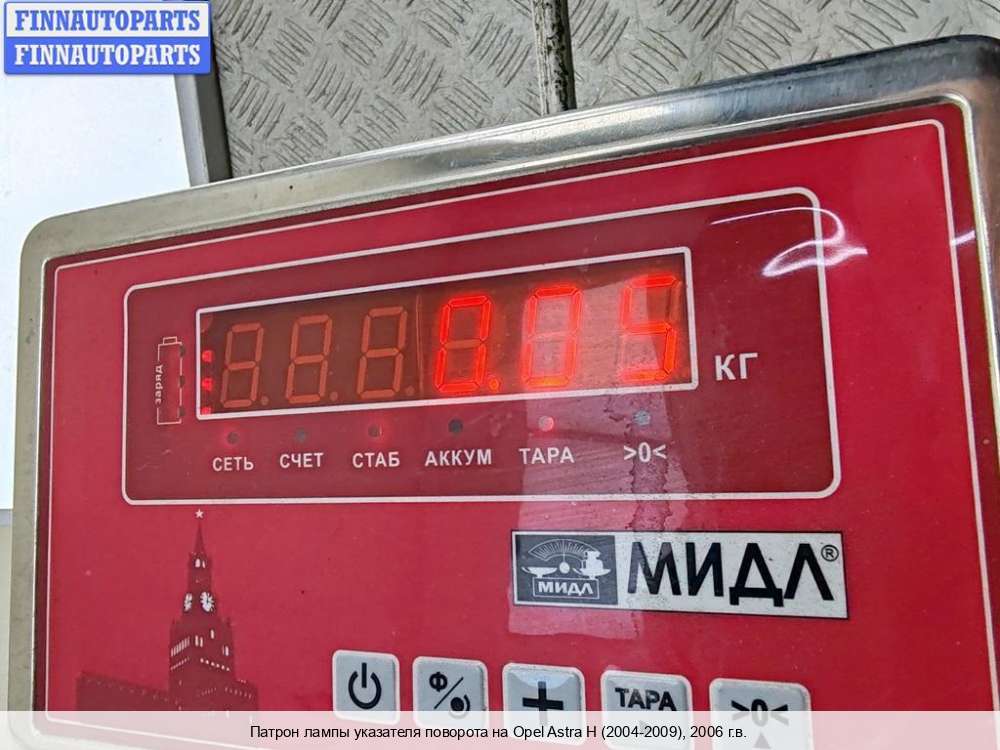 FINNAUTOPARTS
FINNAUTOPARTS
заряд
0.05
КГ
СЕТЬ СЧЕТ СТАБ АККУМ ТАРА >0<
МИДЛ
МИДЛ®
Ф
ТАРА
>0<
Патрон лампы указателя поворота на Opel Astra H (2004-2009), 2006 г.в.